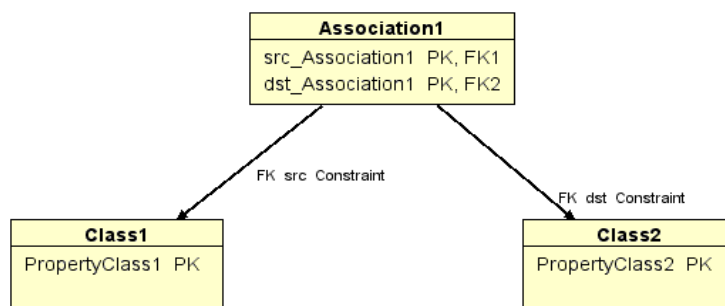 Association1
src_Association1 PK, FK1
dst_Association1 PK, FK2
FK src Constraint
FK dst Constraint
Class1
PropertyClass1 PK
Class2
PropertyClass2 PK